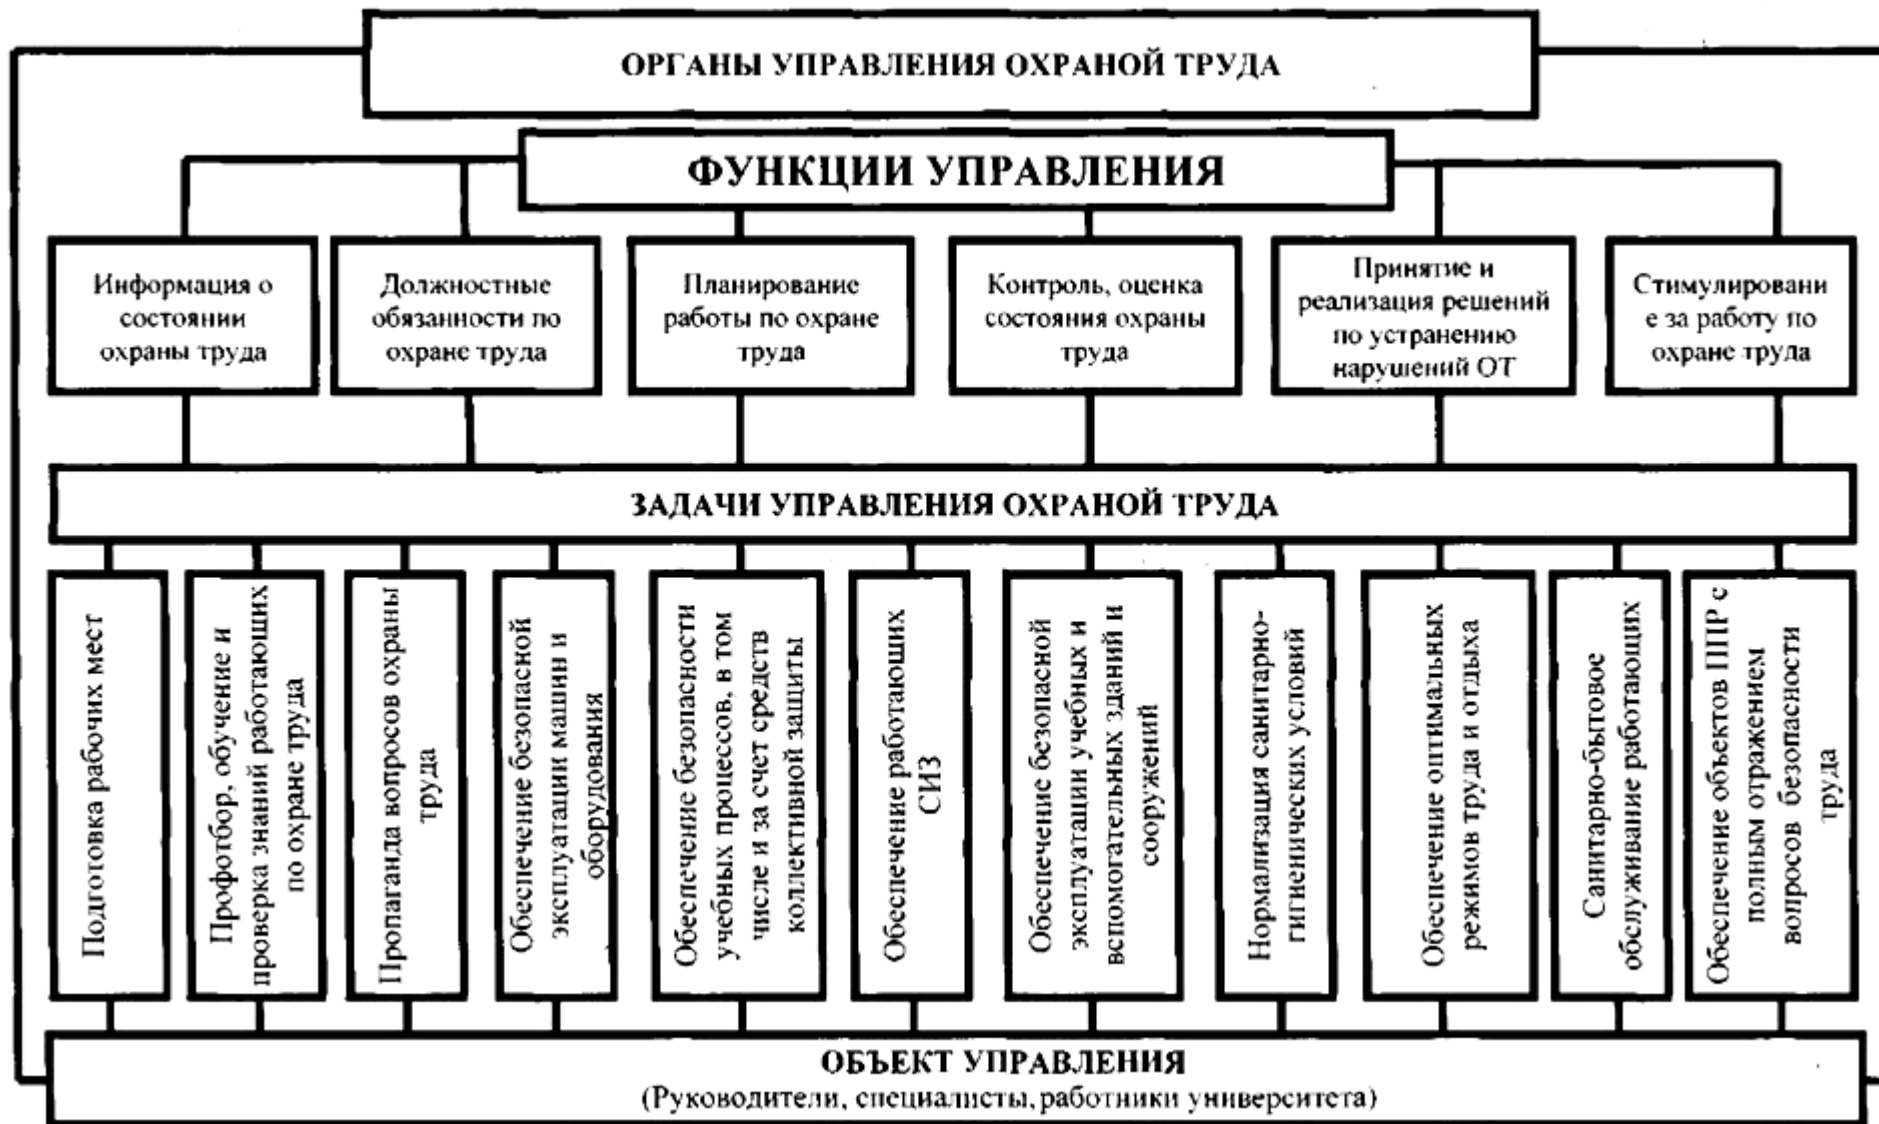 ОРГАНЫ УПРАВЛЕНИЯ ОХРАНОЙ ТРУДА
ФУНКЦИИ УПРАВЛЕНИЯ
Информация о
состоянии
охраны труда
Должностные
обязанности по
охране труда
Планирование
работы по охране
труда
Контроль, оценка
состояния охраны
труда
Принятие и
реализация решений
по устранению
нарушений ОТ
Стимулировани
е за работу по
охране труда
ЗАДАЧИ УПРАВЛЕНИЯ ОХРАНОЙ ТРУДА
Подготовка рабочих мест
Профотбор, обучение и
проверка знаний работающих
по охране труда
Пропаганда вопросов охраны
труда
Обеспечение безопасной
эксплуатации машин и
оборудования
Обеспечение безопасности
учебных процессов, в том
числе и за счет средств
коллективной защиты
Обеспечение работающих
СИЗ
Обеспечение безопасной
эксплуатации учебных и
вспомогательных зданий и
сооружений
Нормализация санитарно-
гигиенических условий
Обеспечение оптимальных
режимов труда и отдыха
Санитарно-бытовое
обслуживание работающих
Обеспечение объектов ППР с
полным отражением
вопросов безопасности
труда
ОБЪЕКТ УПРАВЛЕНИЯ
(Руководители, специалисты, работники университета)